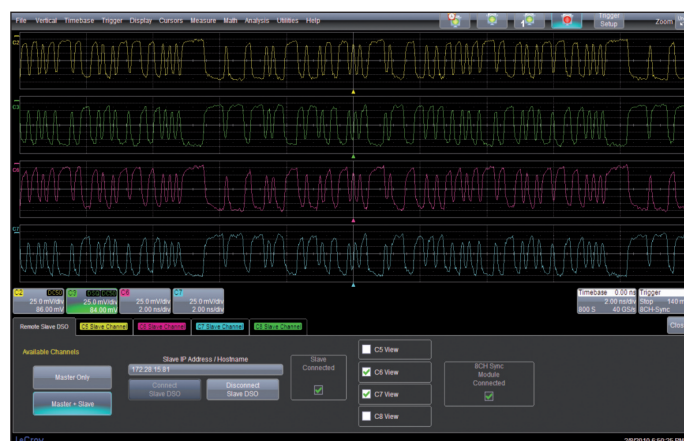 File Vertical Timebase Trigger Display Cursors Measure Math Analysis Utilities Help
Trigger Setup
Zoom
C2
C6
C7
C2
25.0 mV/div
86.00 mV
25.0 mV/div
84.00 mV
C6
25.0 mV/div
2.00 ns/div
C7
25.0 mV/div
2.00 ns/div
Timebase 0.00 ns
2.00 ns/div
800 S 40 GS/s
Trigger
Stop 140 m
8CH-Sync
Remote Slave DSO
C5 Slave Channel
C6 Slave Channel
C7 Slave Channel
C8 Slave Channel
Clos
Available Channels
Master Only
Master + Slave
Slave IP Address / Hostname
172.28.15.81
Connect
Slave DSO
Disconnect
Slave DSO
Slave
Connected
C5 View
C6 View
C7 View
C8 View
8CH Sync
Module
Connected
LeCroy